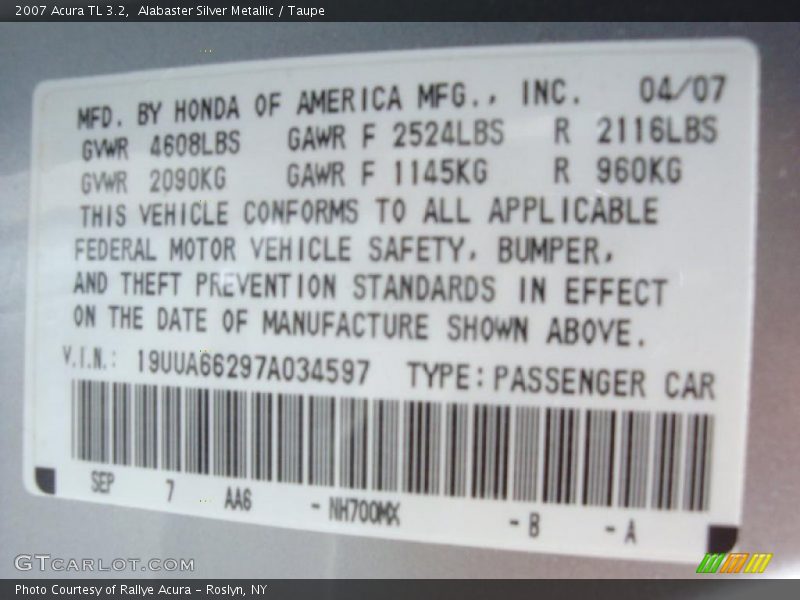 2007 Acura TL 3.2,  Alabaster Silver Metallic / Taupe
MFD. BY HONDA OF AMERICA MFG., INC. 04/07
GVWR 4608LBS GAWR F 2524LBS R 2116LBS
GVWR 2090KG GAWR F 1145KG R 960KG
THIS VEHICLE CONFORMS TO ALL APPLICABLE
FEDERAL MOTOR VEHICLE SAFETY, BUMPER,
AND THEFT PREVENTION STANDARDS IN EFFECT
ON THE DATE OF MANUFACTURE SHOWN ABOVE.
V.I.N.: 19UUA66297A034597 TYPE: PASSENGER CAR
SEP 7 AA6 - NH700MX - B - A
GTCARLOT.COM
Photo Courtesy of Rallye Acura - Roslyn, NY